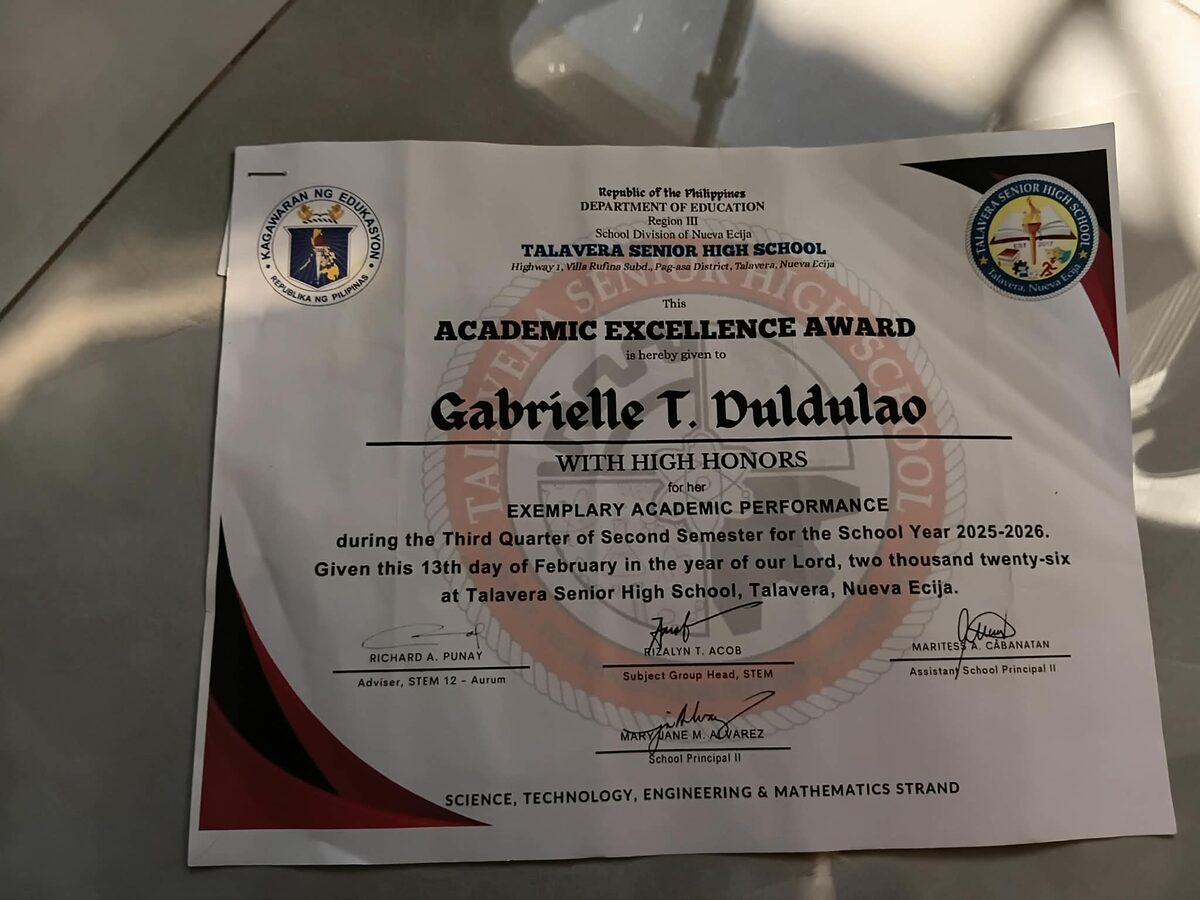 KAGAWARAN NG EDUKASYON
REPUBLIKA NG PILIPINAS
Republic of the Philippines
DEPARTMENT OF EDUCATION
Region III
School Division of Nueva Ecija
TALAVERA SENIOR HIGH SCHOOL
Highway 1, Villa Rufina Subd., Pag-asa District, Talavera, Nueva Ecija
TALAVERA SENIOR HIGH SCHOOL
EST 2017
Talavera, Nueva Ecija
TALAVERA SENIOR HIGH SCHOOL
This
ACADEMIC EXCELLENCE AWARD
is hereby given to
Gabrielle T. Duldulao
WITH HIGH HONORS
for her
EXEMPLARY ACADEMIC PERFORMANCE
during the Third Quarter of Second Semester for the School Year 2025-2026.
Given this 13th day of February in the year of our Lord, two thousand twenty-six
at Talavera Senior High School, Talavera, Nueva Ecija.
RICHARD A. PUNAY
Adviser, STEM 12 - Aurum
RIZALYN T. ACOB
Subject Group Head, STEM
MARITESS A. CABANATAN
Assistant School Principal II
MARY JANE M. ALVAREZ
School Principal II
SCIENCE, TECHNOLOGY, ENGINEERING & MATHEMATICS STRAND